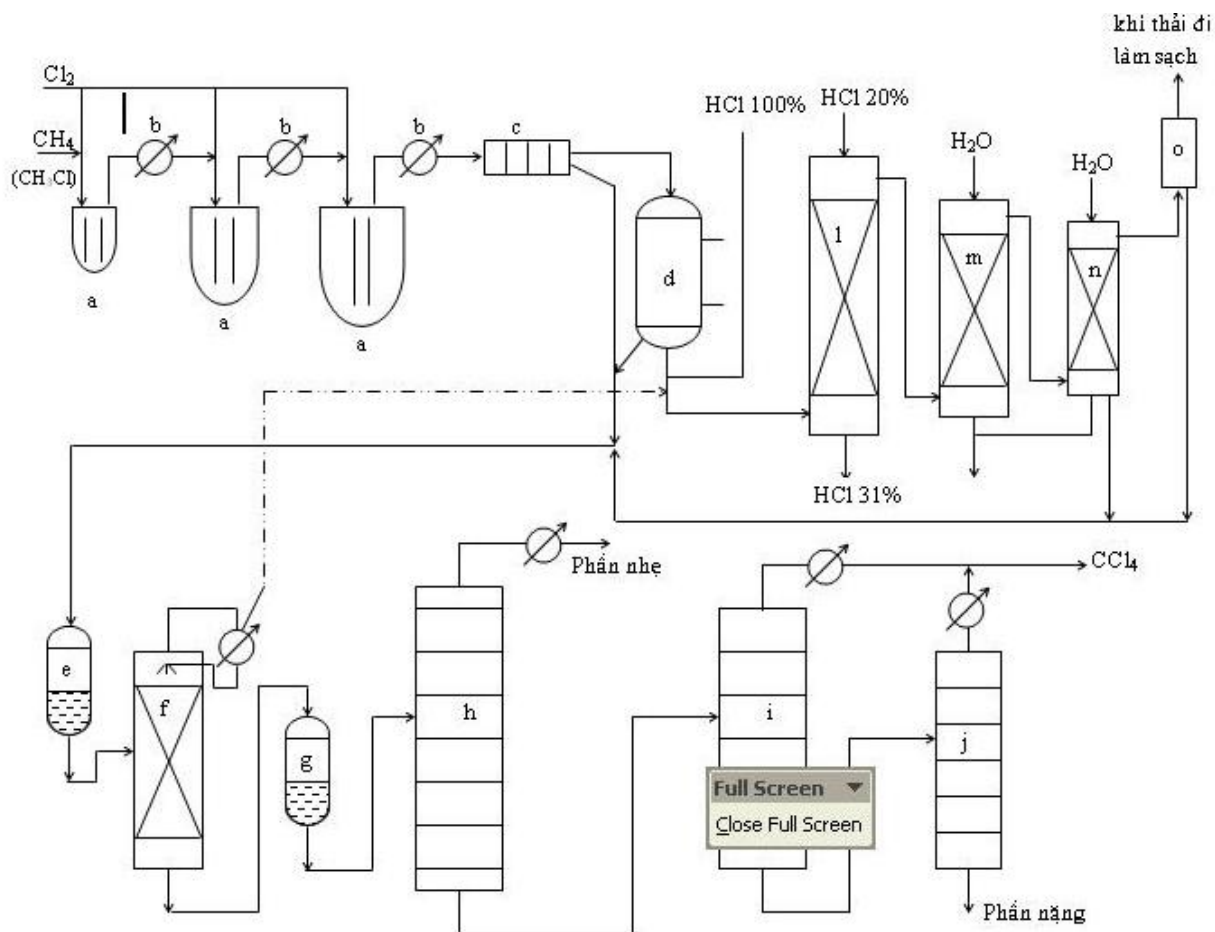 khí thải đi
làm sạch
Cl₂
HCl 100%
HCl 20%
b
b
b
c
H₂O
H₂O
o
CH₄
(CH₃Cl)
l
m
n
d
a
a
a
HCl 31%
Phần nhẹ
CCl₄
e
f
g
h
i
j
Full Screen
Close Full Screen
Phần nặng